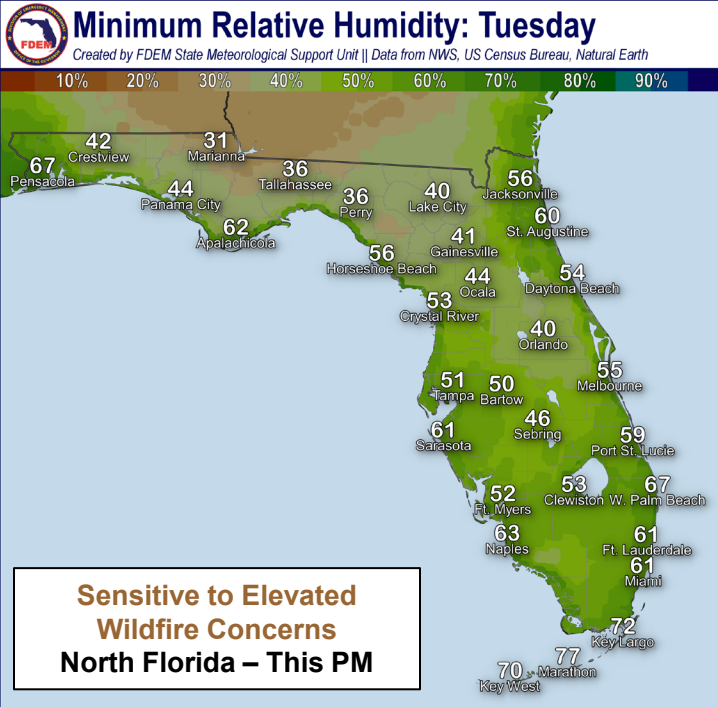 Minimum Relative Humidity: Tuesday
Created by FDEM State Meteorological Support Unit || Data from NWS, US Census Bureau, Natural Earth
FDEM
10% 20% 30% 40% 50% 60% 70% 80% 90%
42
Crestview
31
Marianna
67
Pensacola
36
Tallahassee
44
Panama City
36
Perry
40
Lake City
56
Jacksonville
62
Apalachicola
60
St. Augustine
41
Gainesville
56
Horseshoe Beach
44
Ocala
54
Daytona Beach
53
Crystal River
40
Orlando
51
Tampa
50
Bartow
55
Melbourne
46
Sebring
61
Sarasota
59
Port St. Lucie
52
Ft. Myers
53
Clewiston
67
W. Palm Beach
63
Naples
61
Ft. Lauderdale
61
Miami
72
Key Largo
77
Marathon
70
Key West
Sensitive to Elevated
Wildfire Concerns
North Florida – This PM